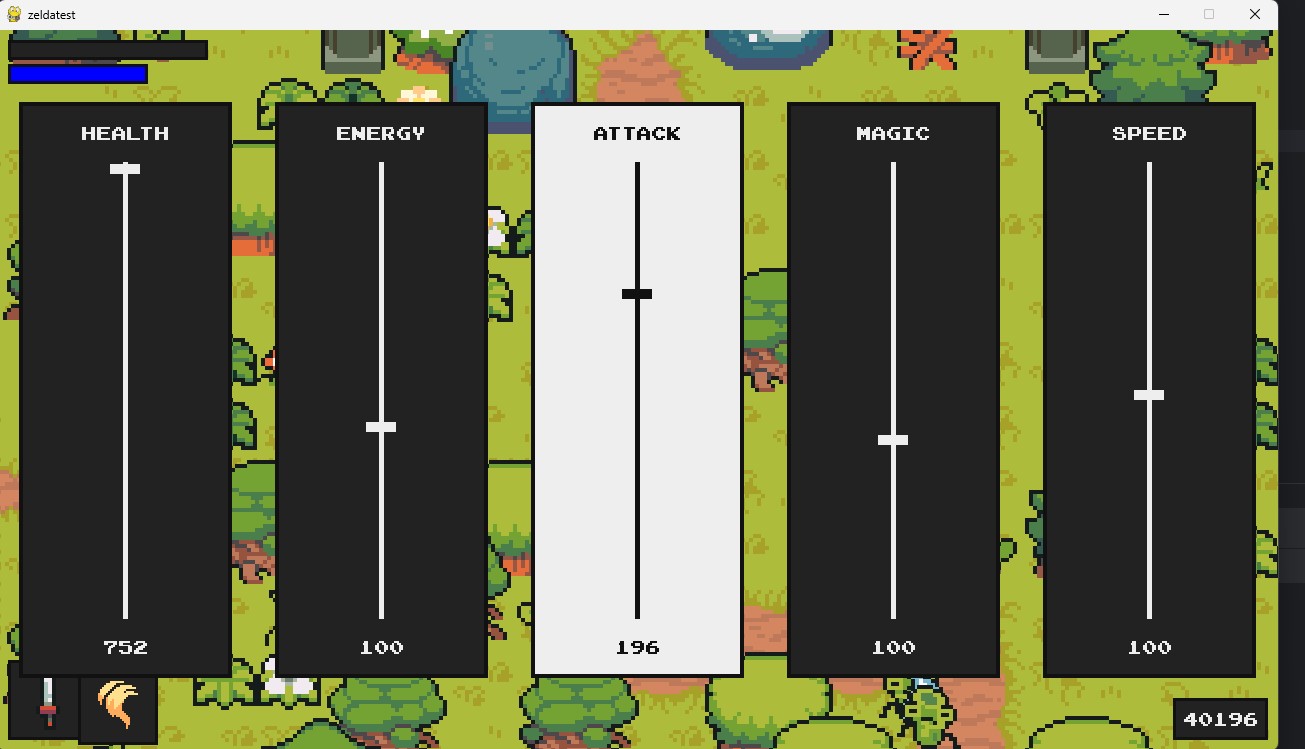 zeldatest
HEALTH
ENERGY
ATTACK
MAGIC
SPEED
752
100
196
100
100
40196